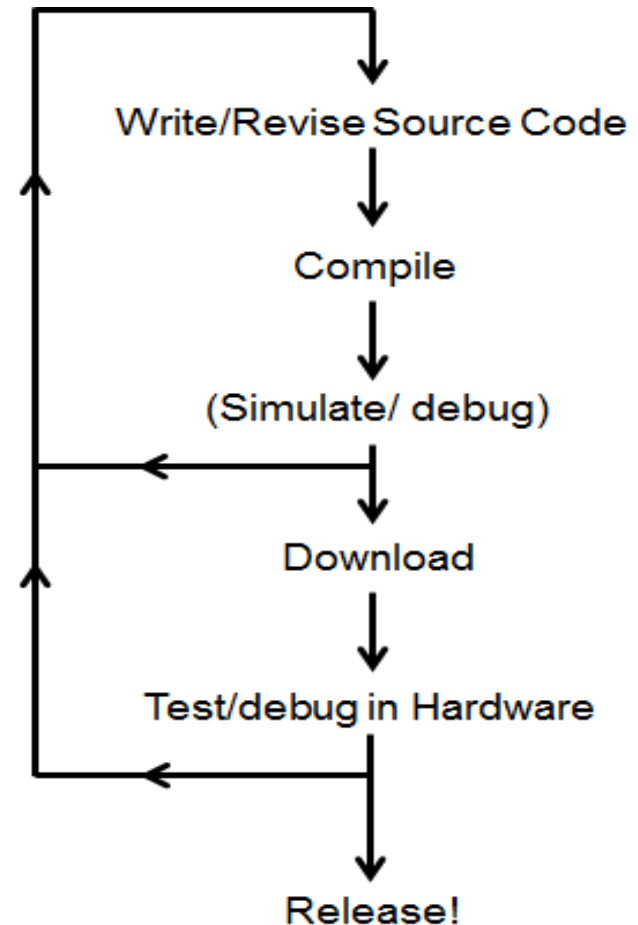 Write/Revise Source Code
Compile
(Simulate/ debug)
Download
Test/debug in Hardware
Release!